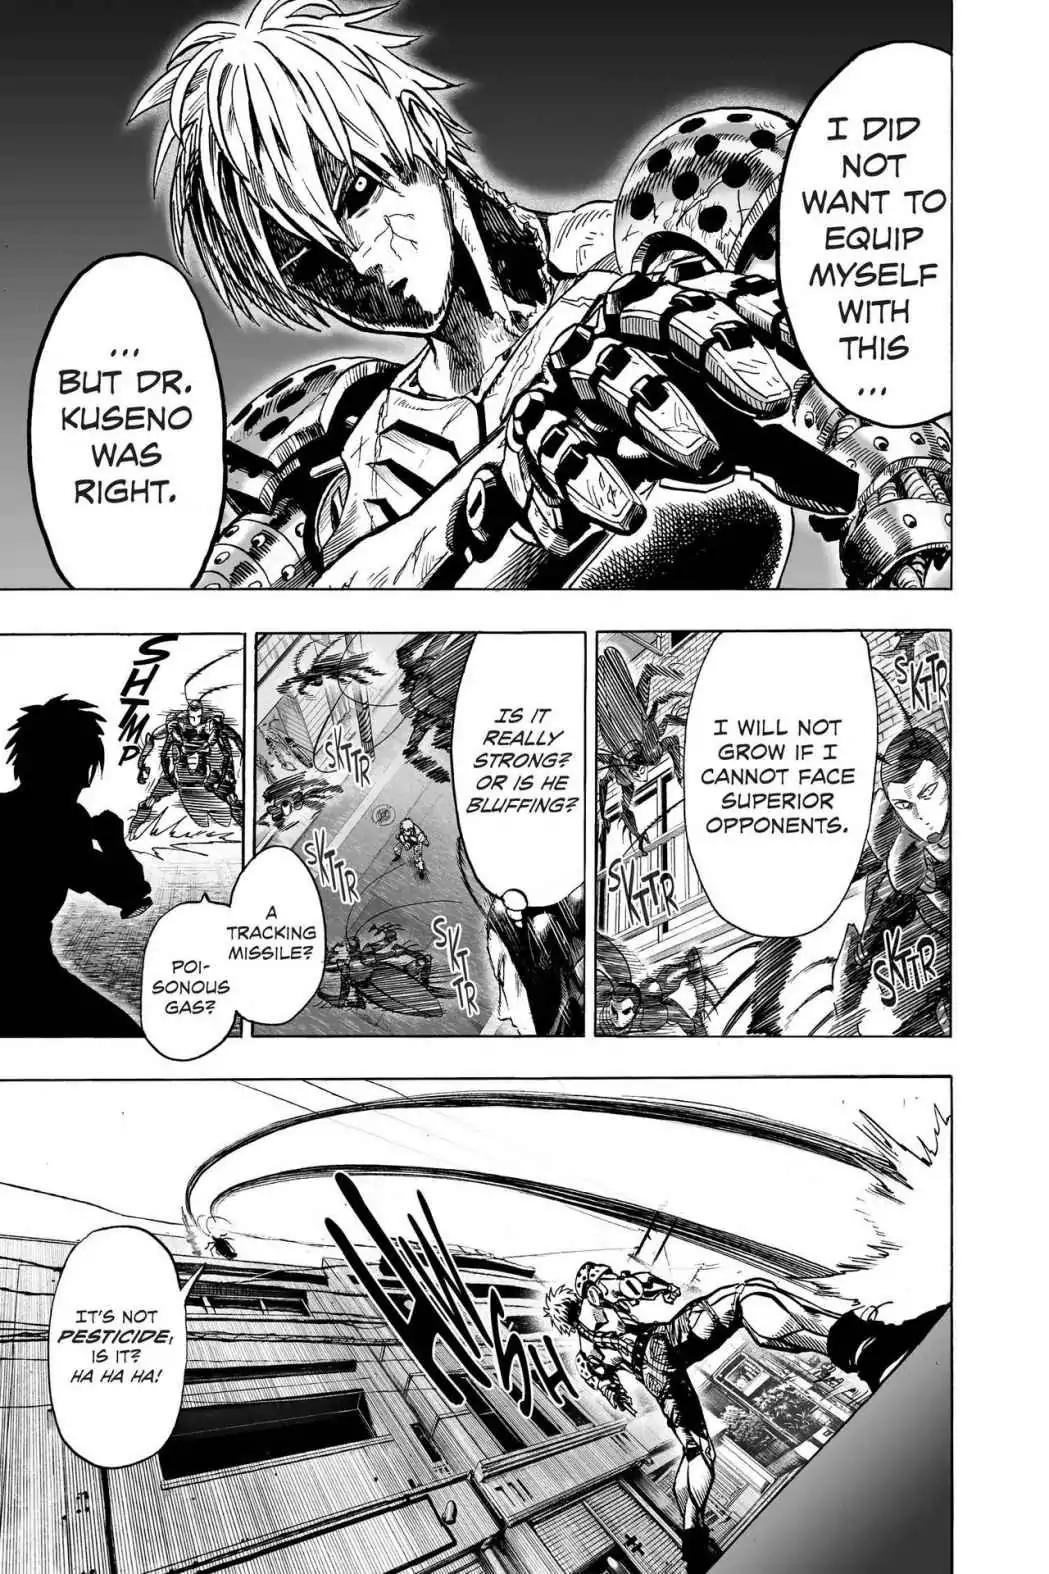 I DID
NOT
WANT TO
EQUIP
MYSELF
WITH
THIS
...
...
BUT DR.
KUSENO
WAS
RIGHT.
SKTTR
I WILL NOT
GROW IF I
CANNOT FACE
SUPERIOR
OPPONENTS.
SKTTR
SKTTR
IS IT
REALLY
STRONG?
OR IS HE
BLUFFING?
SKTTR
SKTTR
SKTTR
SHTMP
A
TRACKING
MISSILE?
POI-
SONOUS
GAS?
FWWSH
IT'S NOT
PESTICIDE,
IS IT?
HA HA HA!